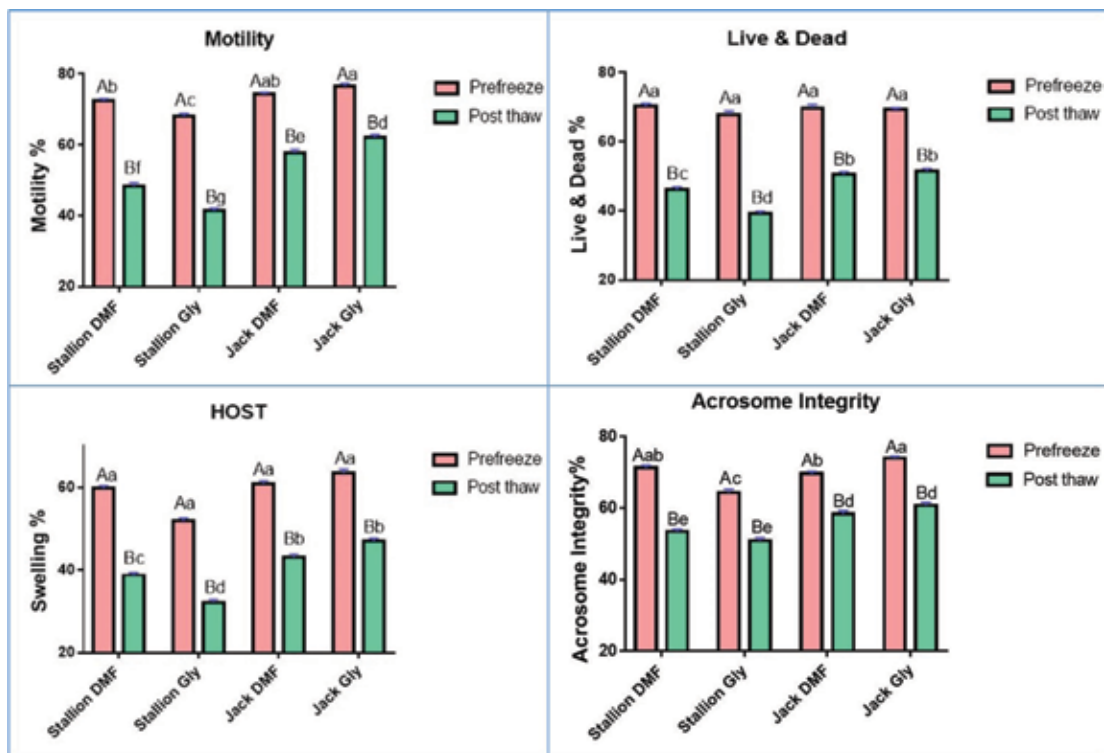 Motility
Motility %
80
60
40
20
Ab
Bf
Ac
Bg
Aab
Be
Aa
Bd
Prefreeze
Post thaw
Stallion DMF
Stallion Gly
Jack DMF
Jack Gly
Live & Dead
Live & Dead %
80
60
40
20
Aa
Bc
Aa
Bd
Aa
Bb
Aa
Bb
Prefreeze
Post thaw
Stallion DMF
Stallion Gly
Jack DMF
Jack Gly
HOST
Swelling %
60
40
20
Aa
Bc
Aa
Bd
Aa
Bb
Aa
Bb
Prefreeze
Post thaw
Stallion DMF
Stallion Gly
Jack DMF
Jack Gly
Acrosome Integrity
Acrosome Integrity%
80
60
40
20
Aab
Be
Ac
Be
Ab
Bd
Aa
Bd
Prefreeze
Post thaw
Stallion DMF
Stallion Gly
Jack DMF
Jack Gly